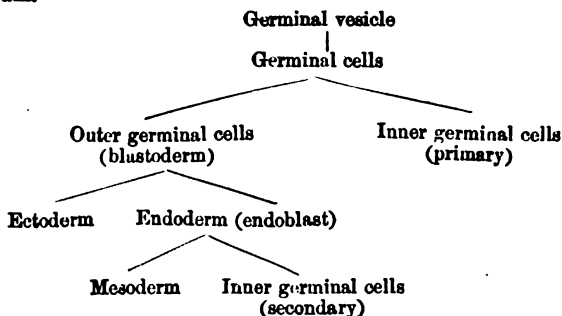 Germinal vesicle
Germinal cells
Outer germinal cells
(blastoderm)
Inner germinal cells
(primary)
Ectoderm
Endoderm (endoblast)
Mesoderm
Inner germinal cells
(secondary)